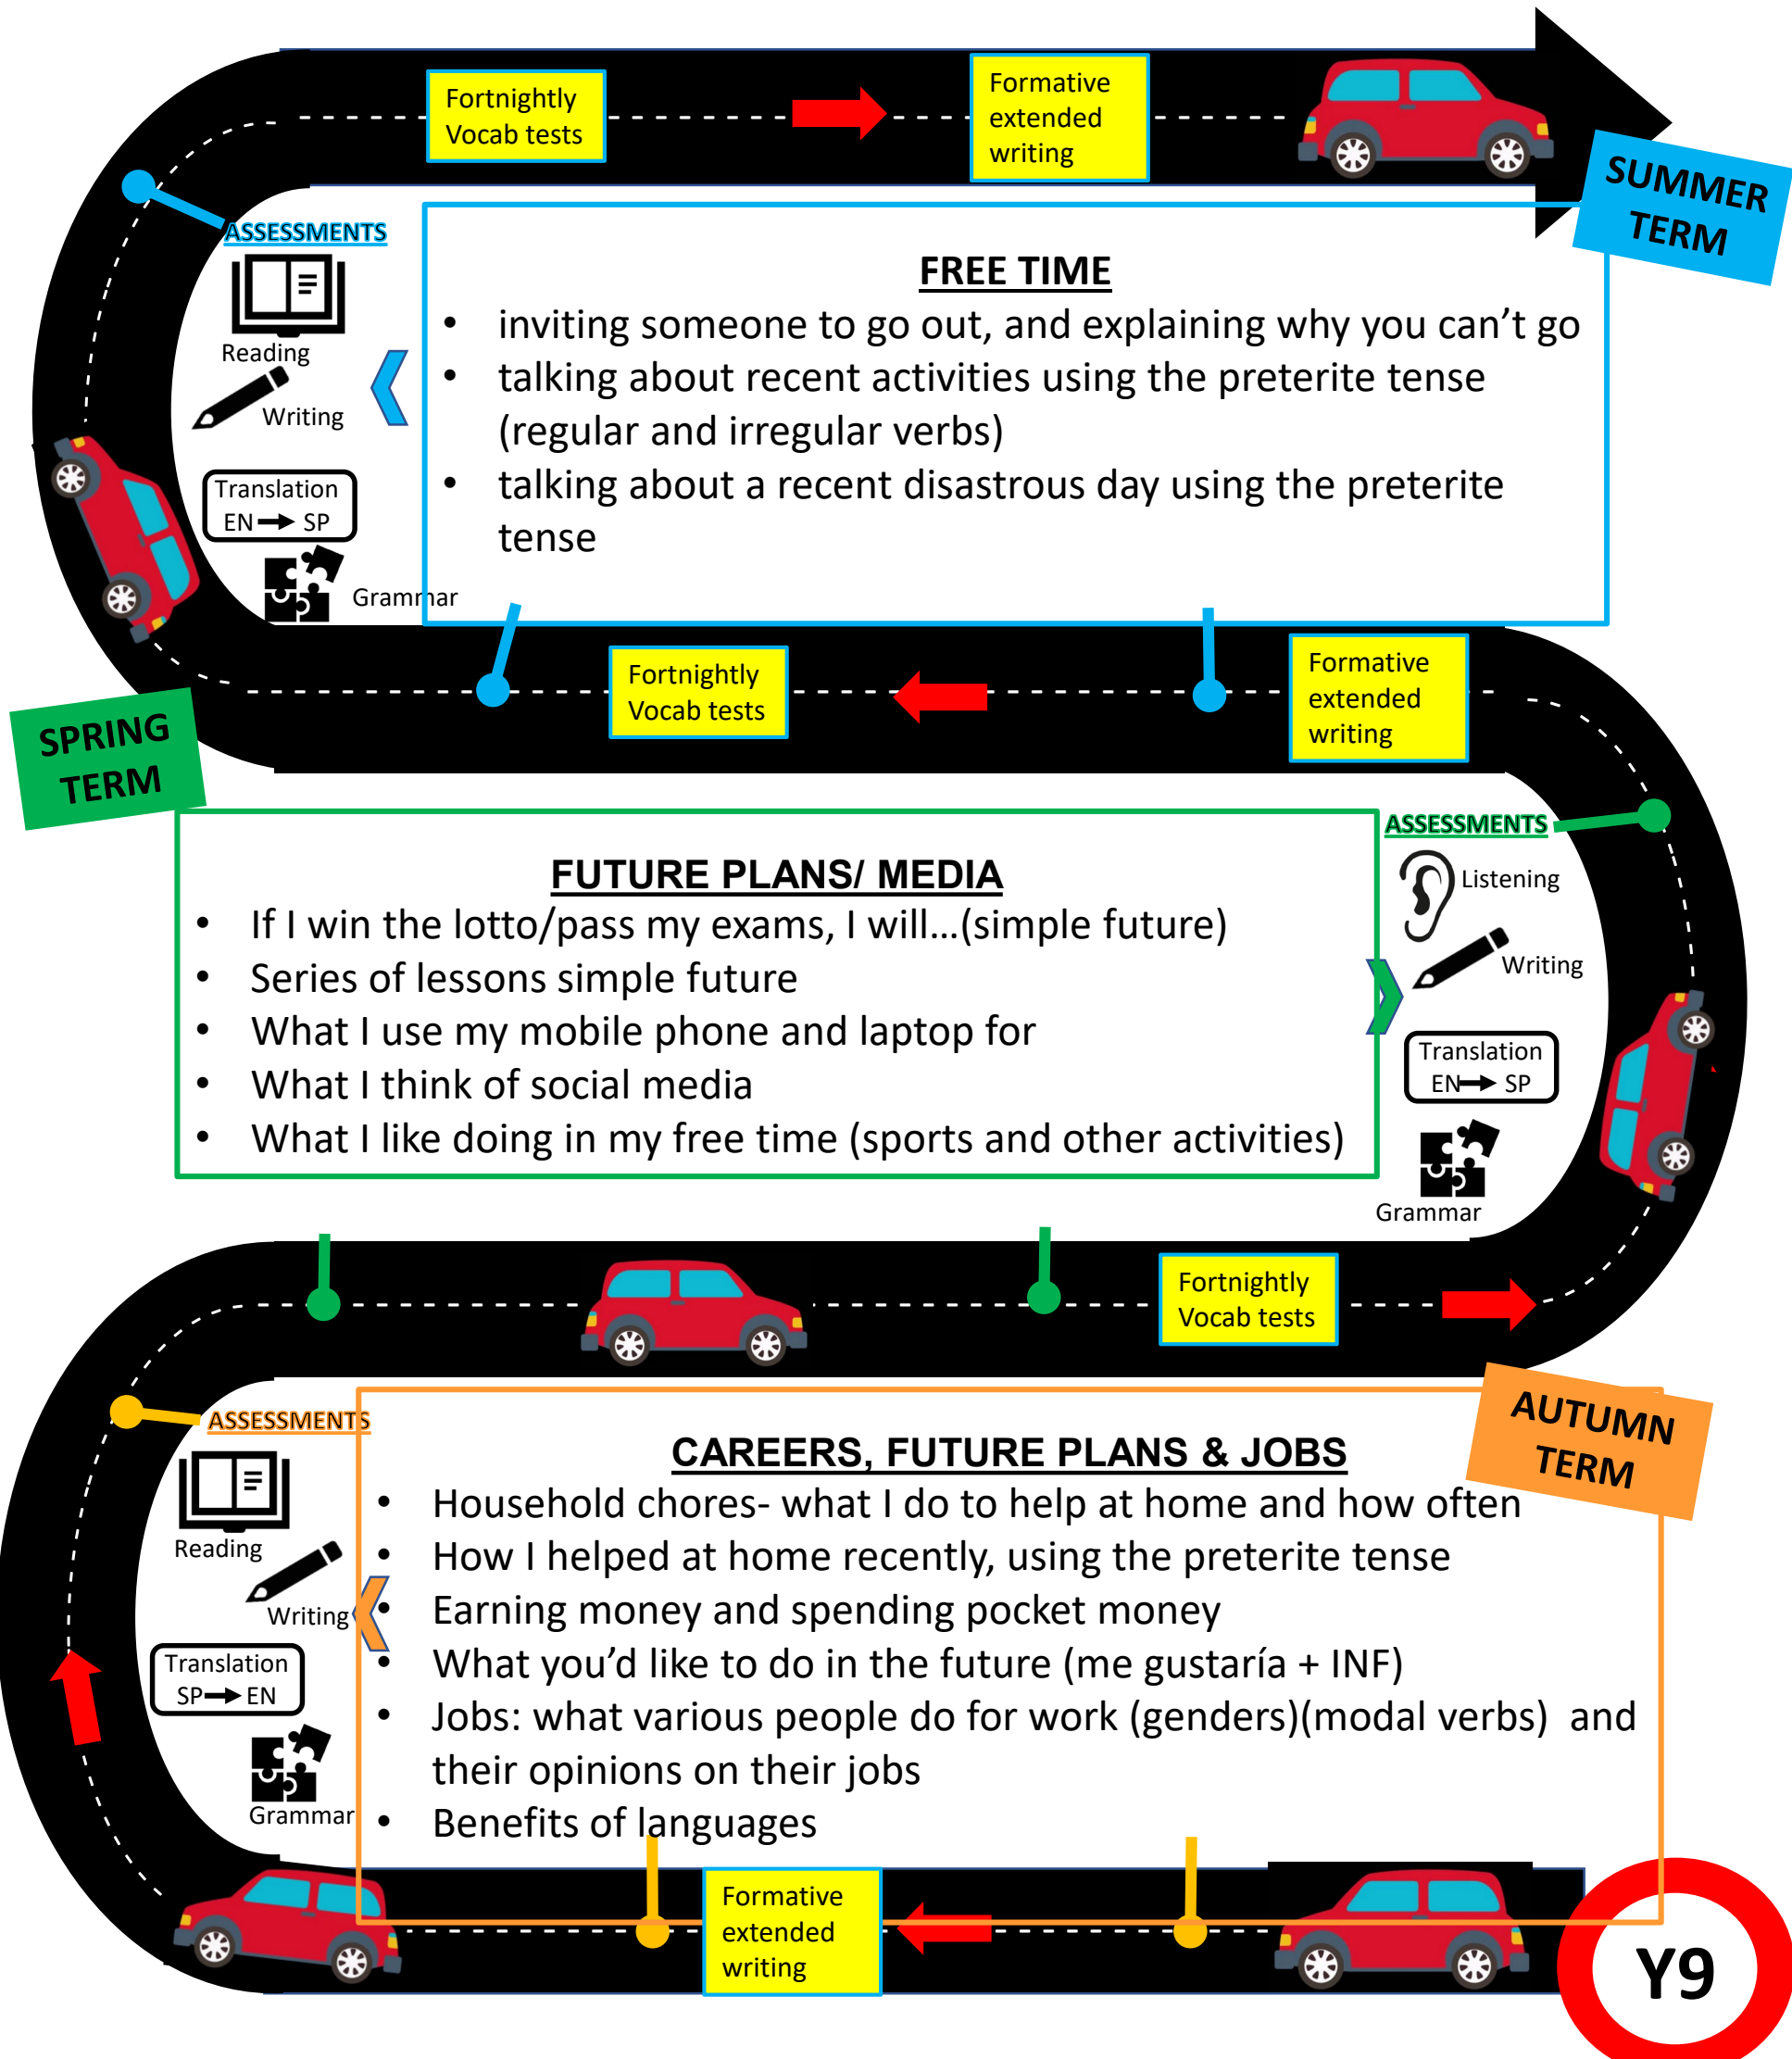 Fortnightly
Vocab tests
Formative
extended
writing
SUMMER
TERM
ASSESSMENTS
Reading
Writing
Translation
EN SP
Grammar
FREE TIME
• inviting someone to go out, and explaining why you can’t go
• talking about recent activities using the preterite tense
(regular and irregular verbs)
• talking about a recent disastrous day using the preterite
tense
Fortnightly
Vocab tests
Formative
extended
writing
SPRING
TERM
FUTURE PLANS/ MEDIA
• If I win the lotto/pass my exams, I will…(simple future)
• Series of lessons simple future
• What I use my mobile phone and laptop for
• What I think of social media
• What I like doing in my free time (sports and other activities)
ASSESSMENTS
Listening
Writing
Translation
EN SP
Grammar
Fortnightly
Vocab tests
AUTUMN
TERM
ASSESSMENTS
Reading
Writing
Translation
SP EN
Grammar
CAREERS, FUTURE PLANS & JOBS
• Household chores- what I do to help at home and how often
• How I helped at home recently, using the preterite tense
• Earning money and spending pocket money
• What you’d like to do in the future (me gustaría + INF)
• Jobs: what various people do for work (genders)(modal verbs) and
their opinions on their jobs
• Benefits of languages
Formative
extended
writing
Y9